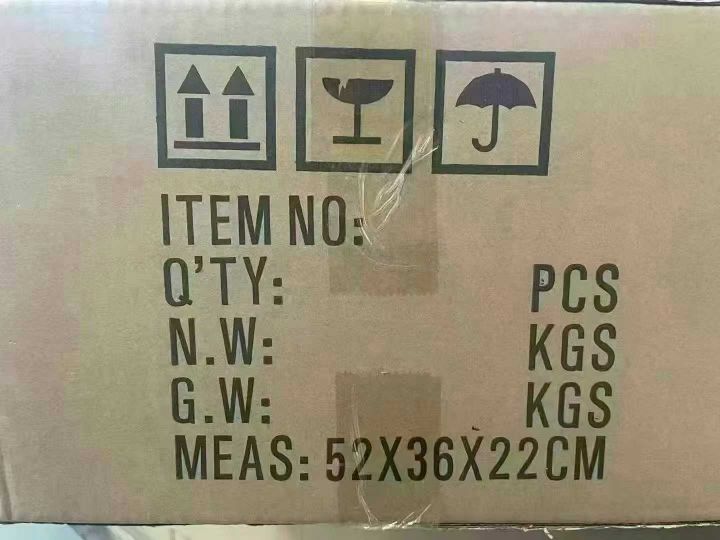 ITEM NO:
Q'TY: PCS
N.W: KGS
G.W: KGS
MEAS: 52X36X22CM